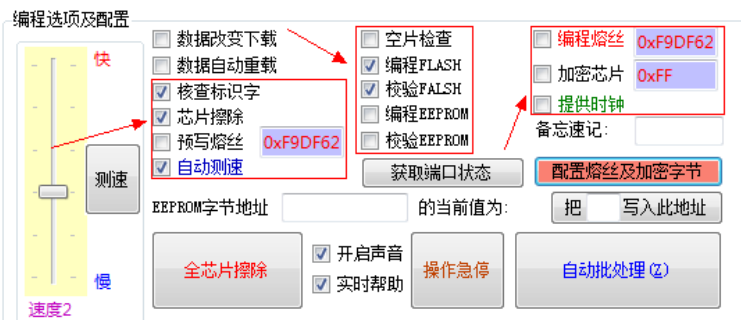 编程选项及配置
快
数据改变下载
空片检查
编程熔丝 0xF9DF62
数据自动重载
编程FLASH
加密芯片 0xFF
核查标识字
校验FALSH
提供时钟
芯片擦除
编程EEPROM
备忘速记:
预写熔丝 0xF9DF62
校验EEPROM
自动测速
测速
获取端口状态
配置熔丝及加密字节
EEPROM字节地址
的当前值为:
把 写入此地址
全芯片擦除
开启声音
实时帮助
操作急停
自动批处理(Z)
慢
速度2